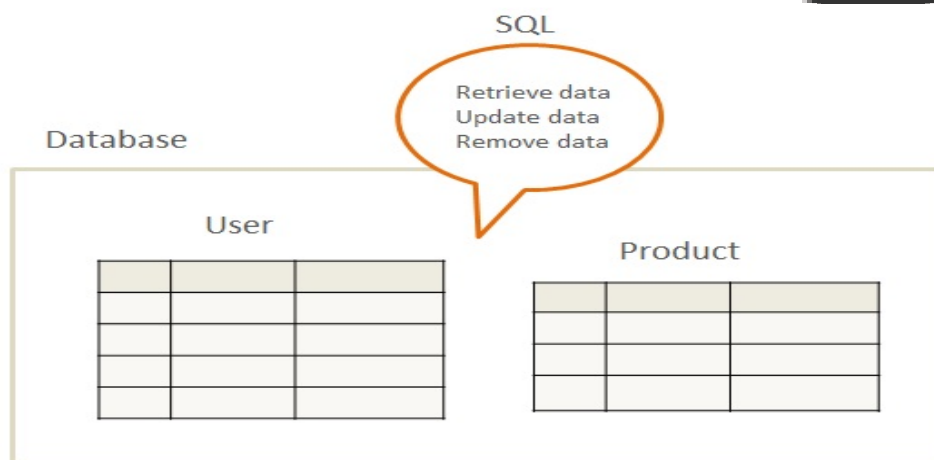 SQL
Retrieve data
Update data
Remove data
Database
User
Product